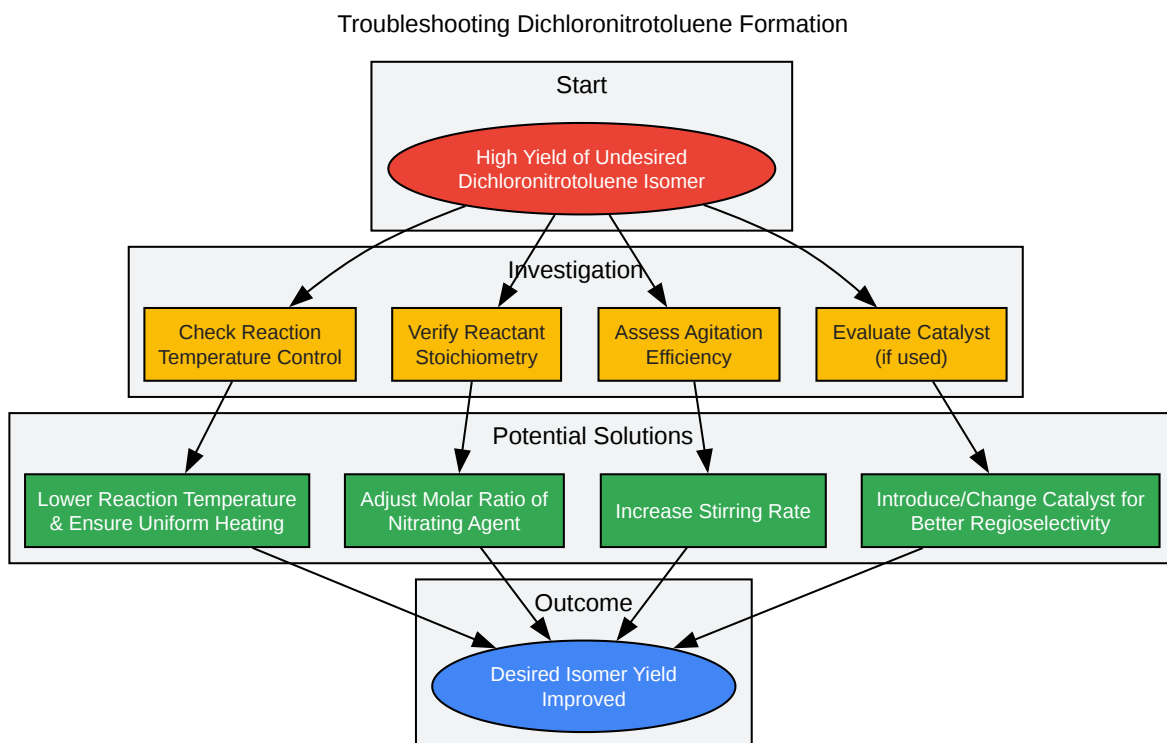 Troubleshooting Dichloronitrotoluene Formation
Start
High Yield of Undesired
Dichloronitrotoluene Isomer
Investigation
Check Reaction
Temperature Control
Verify Reactant
Stoichiometry
Assess Agitation
Efficiency
Evaluate Catalyst
(if used)
Potential Solutions
Lower Reaction Temperature
& Ensure Uniform Heating
Adjust Molar Ratio of
Nitrating Agent
Increase Stirring Rate
Introduce/Change Catalyst for
Better Regioselectivity
Outcome
Desired Isomer Yield
Improved